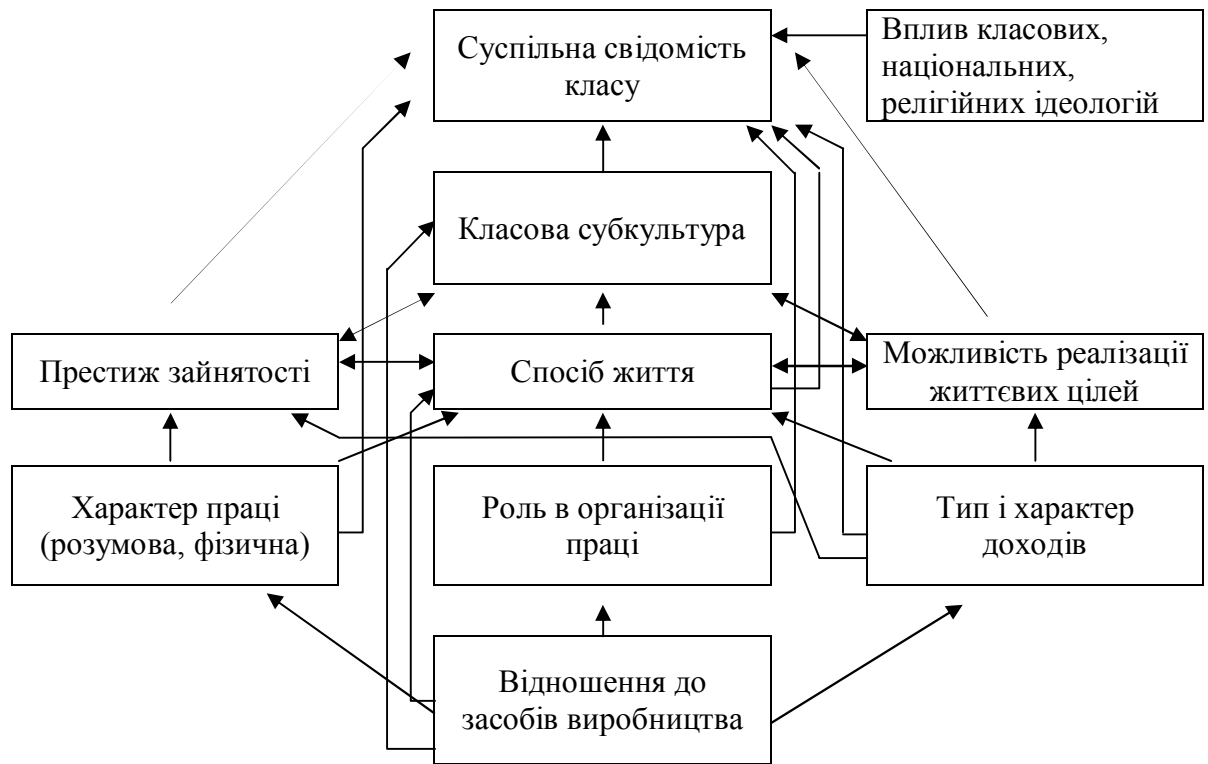 Суспільна свідомість
класу
Вплив класових,
національних,
релігійних ідеологій
Класова субкультура
Престиж зайнятості
Спосіб життя
Можливість реалізації
життєвих цілей
Характер праці
(розумова, фізична)
Роль в організації
праці
Тип і характер
доходів
Відношення до
засобів виробництва